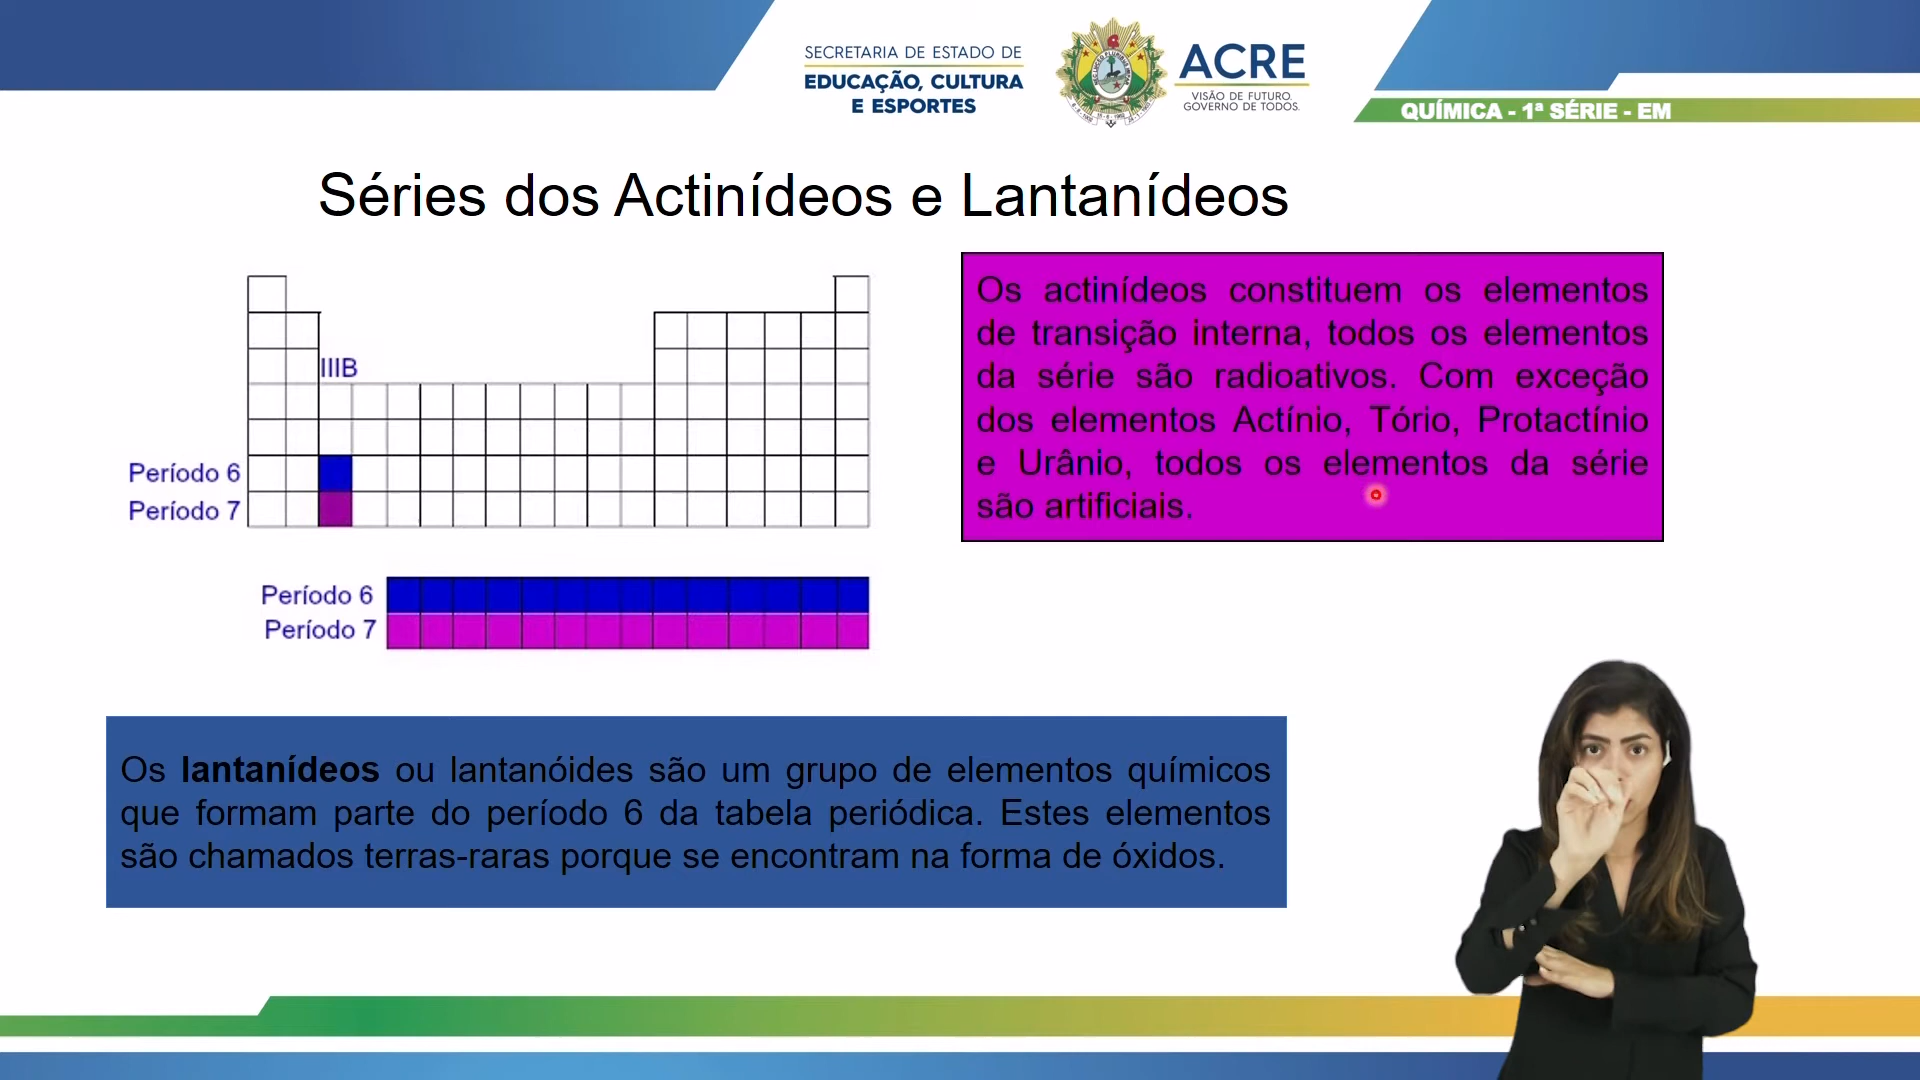 SECRETARIA DE ESTADO DE
EDUCAÇÃO, CULTURA
E ESPORTES
ACRE
VISÃO DE FUTURO.
GOVERNO DE TODOS.
QUÍMICA - 1ª SÉRIE - EM
Séries dos Actinídeos e Lantanídeos
IIIB
Período 6
Período 7
Período 6
Período 7
Os actinídeos constituem os elementos
de transição interna, todos os elementos
da série são radioativos. Com exceção
dos elementos Actínio, Tório, Protactínio
e Urânio, todos os elementos da série
são artificiais.
Os lantanídeos ou lantanóides são um grupo de elementos químicos
que formam parte do período 6 da tabela periódica. Estes elementos
são chamados terras-raras porque se encontram na forma de óxidos.